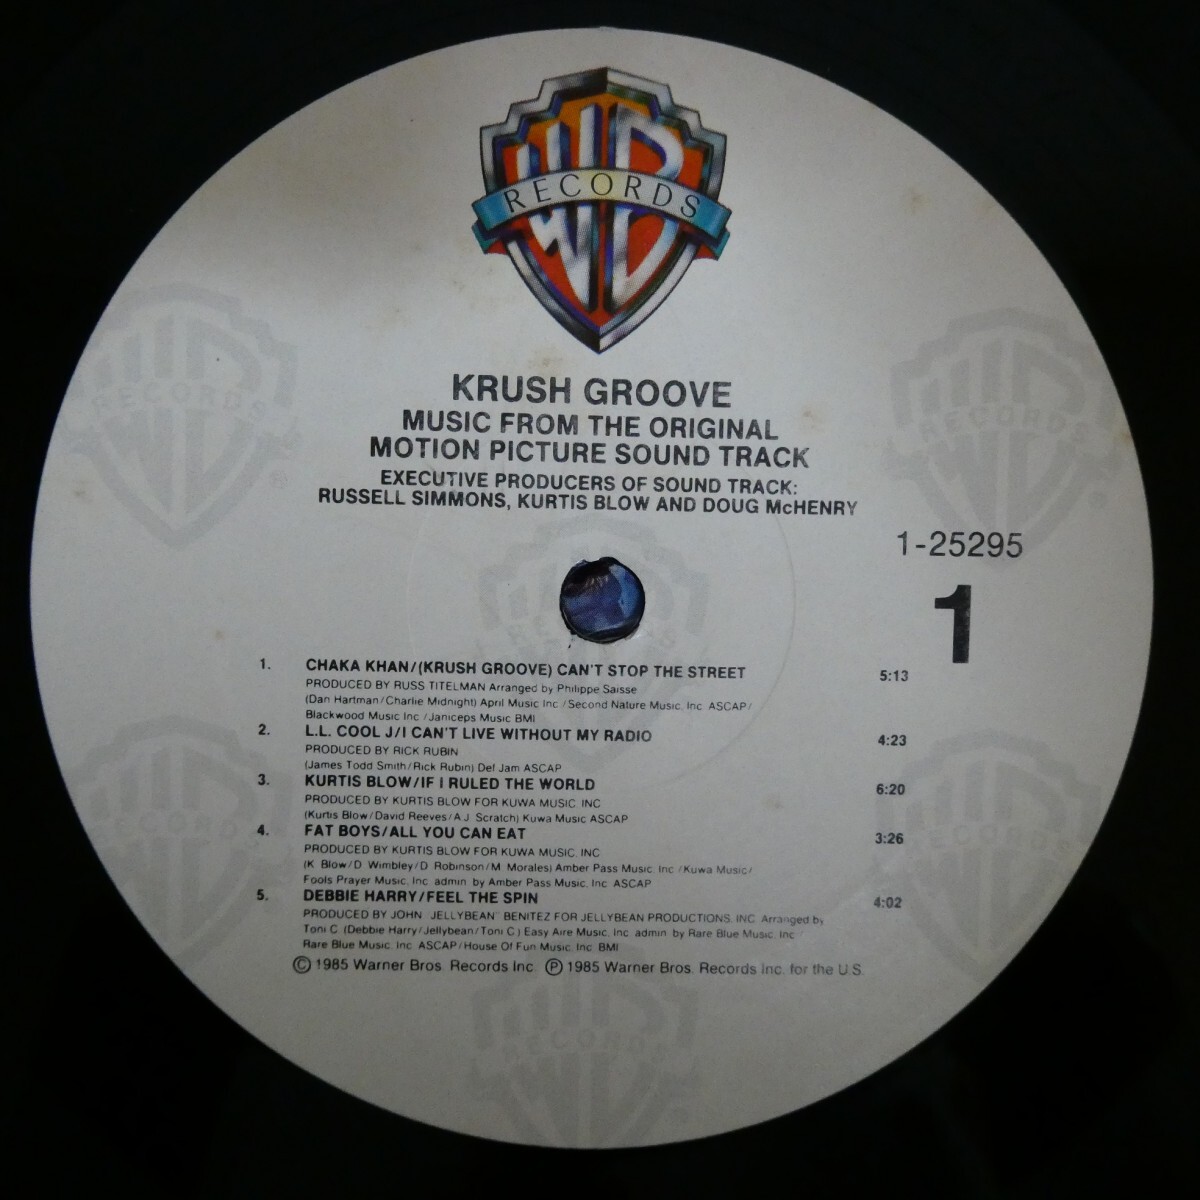 RECORDS
KRUSH GROOVE
MUSIC FROM THE ORIGINAL
MOTION PICTURE SOUND TRACK
EXECUTIVE PRODUCERS OF SOUND TRACK:
RUSSELL SIMMONS, KURTIS BLOW AND DOUG McHENRY
1-25295
1
1. CHAKA KHAN/(KRUSH GROOVE) CAN'T STOP THE STREET 5:13
PRODUCED BY RUSS TITELMAN Arranged by Philippe Saisse
(Dan Hartman/Charlie Midnight) April Music Inc./Second Nature Music, Inc. ASCAP/
Blackwood Music Inc./Janiceps Music BMI
2. L.L. COOL J/I CAN'T LIVE WITHOUT MY RADIO 4:23
PRODUCED BY RICK RUBIN
(James Todd Smith/Rick Rubin) Def Jam ASCAP
3. KURTIS BLOW/IF I RULED THE WORLD 6:20
PRODUCED BY KURTIS BLOW FOR KUWA MUSIC, INC
(Kurtis Blow/David Reeves/A.J. Scratch) Kuwa Music ASCAP
4. FAT BOYS/ALL YOU CAN EAT 3:26
PRODUCED BY KURTIS BLOW FOR KUWA MUSIC, INC
(K. Blow/D. Wimbley/D. Robinson/M. Morales) Amber Pass Music, Inc./Kuwa Music/
Fools Prayer Music, Inc. admin. by Amber Pass Music, Inc. ASCAP
5. DEBBIE HARRY/FEEL THE SPIN 4:02
PRODUCED BY JOHN "JELLYBEAN" BENITEZ FOR JELLYBEAN PRODUCTIONS, INC. Arranged by
Toni C. (Debbie Harry/Jellybean/Toni C.) Easy Aire Music, Inc. admin. by Rare Blue Music, Inc./
Rare Blue Music, Inc. ASCAP/House Of Fun Music, Inc. BMI
© 1985 Warner Bros. Records Inc. ℗ 1985 Warner Bros. Records Inc. for the U.S.